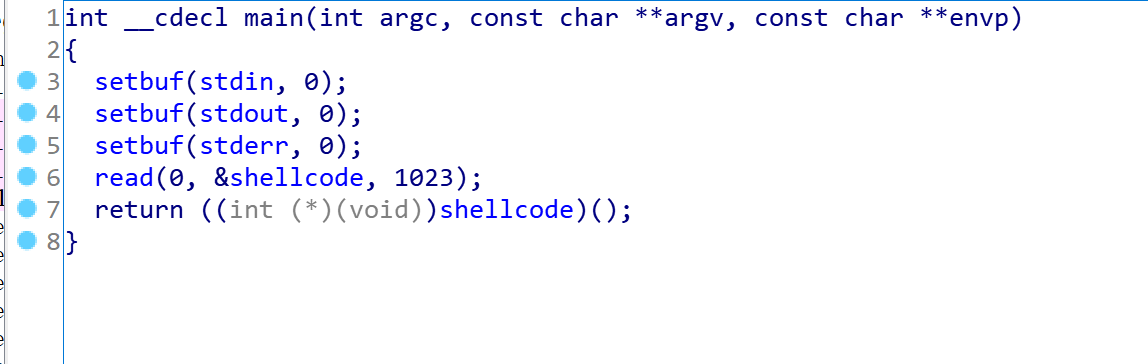 1 int __cdecl main(int argc, const char **argv, const char **envp)
2 {
3   setbuf(stdin, 0);
4   setbuf(stdout, 0);
5   setbuf(stderr, 0);
6   read(0, &shellcode, 1023);
7   return ((int (*)(void))shellcode)();
8 }